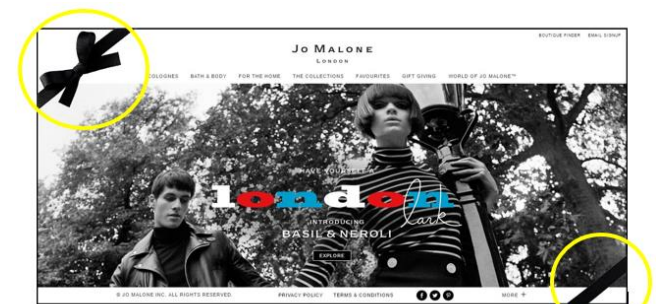 BOUTIQUE FINDER EMAIL SIGNUP
JO MALONE
LONDON
COLOGNES BATH & BODY FOR THE HOME THE COLLECTIONS FAVOURITES GIFT GIVING WORLD OF JO MALONE™
HAVE YOURSELF A
london
lark
INTRODUCING
BASIL & NEROLI
EXPLORE
© JO MALONE INC. ALL RIGHTS RESERVED. PRIVACY POLICY TERMS & CONDITIONS MORE +